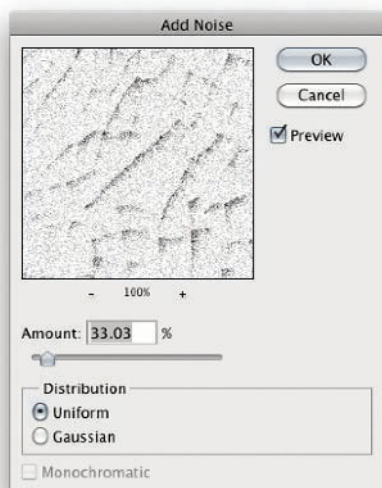 Add Noise
OK
Cancel
Preview
- 100% +
Amount: 33.03 %
Distribution
Uniform
Gaussian
Monochromatic